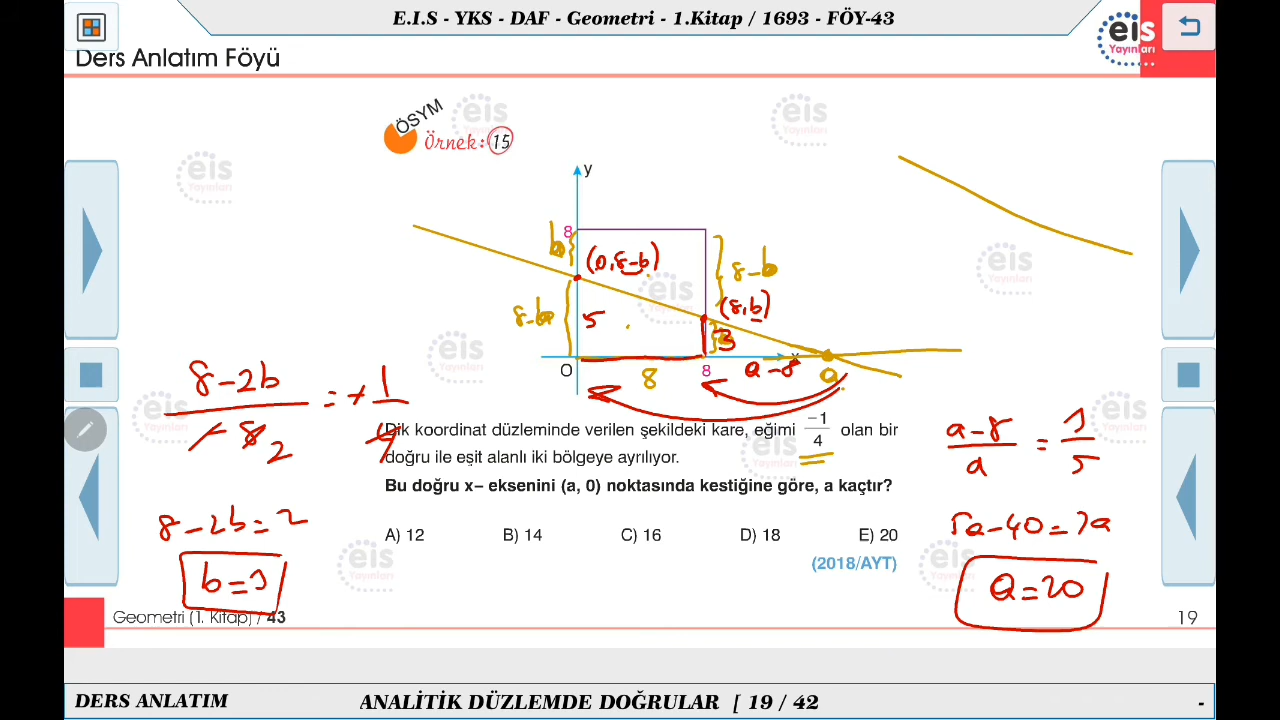 E.I.S - YKS - DAF - Geometri - 1.Kitap / 1693 - FÖY-43
eis
Yayınları
Ders Anlatım Föyü
ÖSYM
Örnek: 15
y
8
b
(0,8-b)
8-b
8-b
5
(8,b)
3
x
O
8
8
a-8
a
8-2b / -8 2 = +1 / 4
Dik koordinat düzleminde verilen şekildeki kare, eğimi -1/4 olan bir
doğru ile eşit alanlı iki bölgeye ayrılıyor.
Bu doğru x– eksenini (a, 0) noktasında kestiğine göre, a kaçtır?
a-8 / a = 3 / 5
8-2b=2
b=3
5a-40=3a
a=20
A) 12 B) 14 C) 16 D) 18 E) 20
(2018/AYT)
Geometri (1. Kitap) / 43
19
DERS ANLATIM ANALİTİK DÜZLEMDE DOĞRULAR [ 19 / 42 -